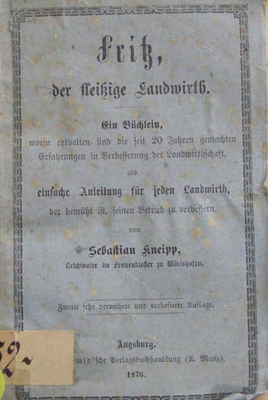 Fritz,
der fleißige Landwirth.
Ein Büchlein,
worin enthalten sind die seit 20 Jahren gemachten
Erfahrungen in Verbesserung der Landwirthschaft,
als
einfache Anleitung für jeden Landwirth,
der bemüht ist, seinen Betrieb zu verbessern,
von
Sebastian Kneipp,
Beichtvater im Frauenkloster zu Wörishofen.
Zweite sehr vermehrte und verbesserte Auflage.
Augsburg.
Verlagsbuchhandlung (A. Manz).
1876.
52-